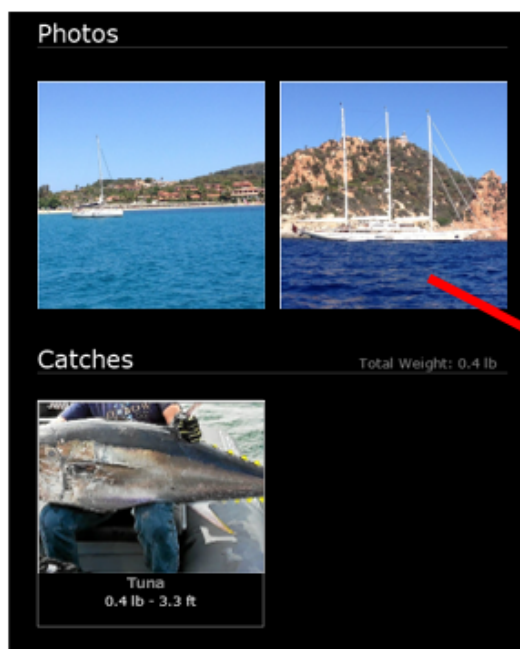 Photos
Catches
Total Weight: 0.4 lb
Tuna
0.4 lb - 3.3 ft